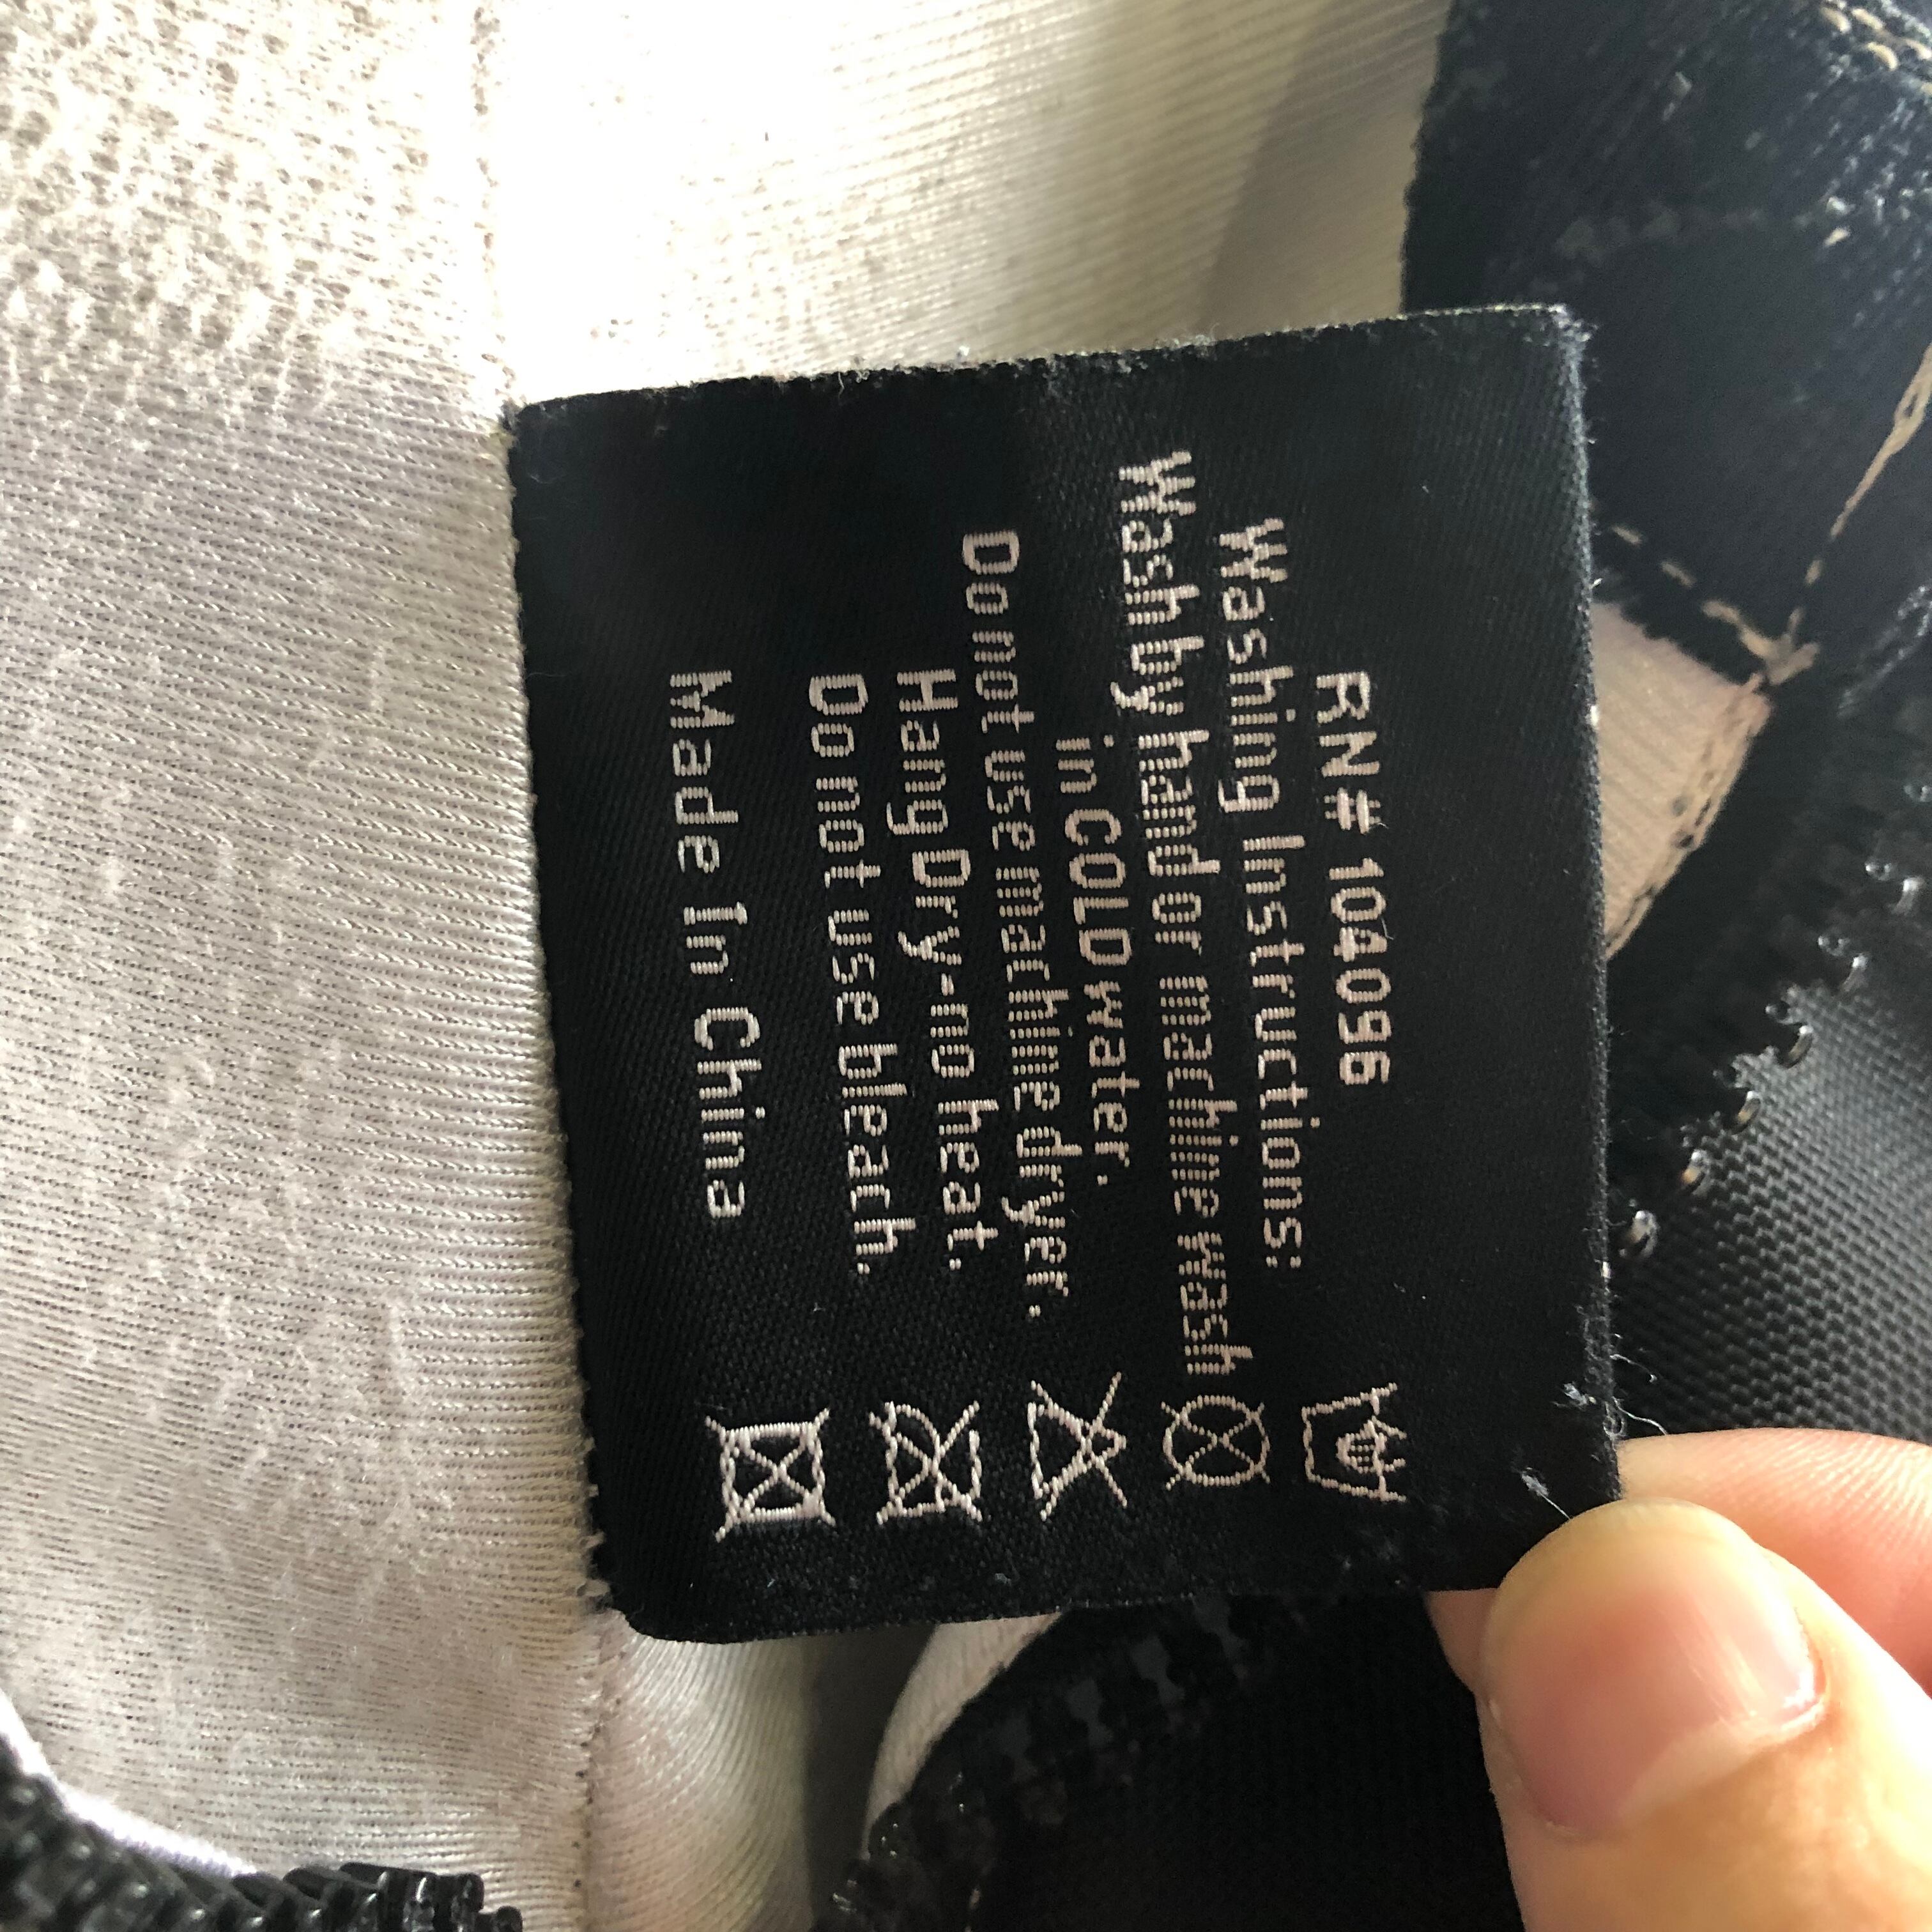 RN# 104096
Washing Instructions:
Wash by hand or machine wash
in COLD water.
Do not use machine dryer.
Hang Dry-no heat.
Do not use bleach.
Made In China